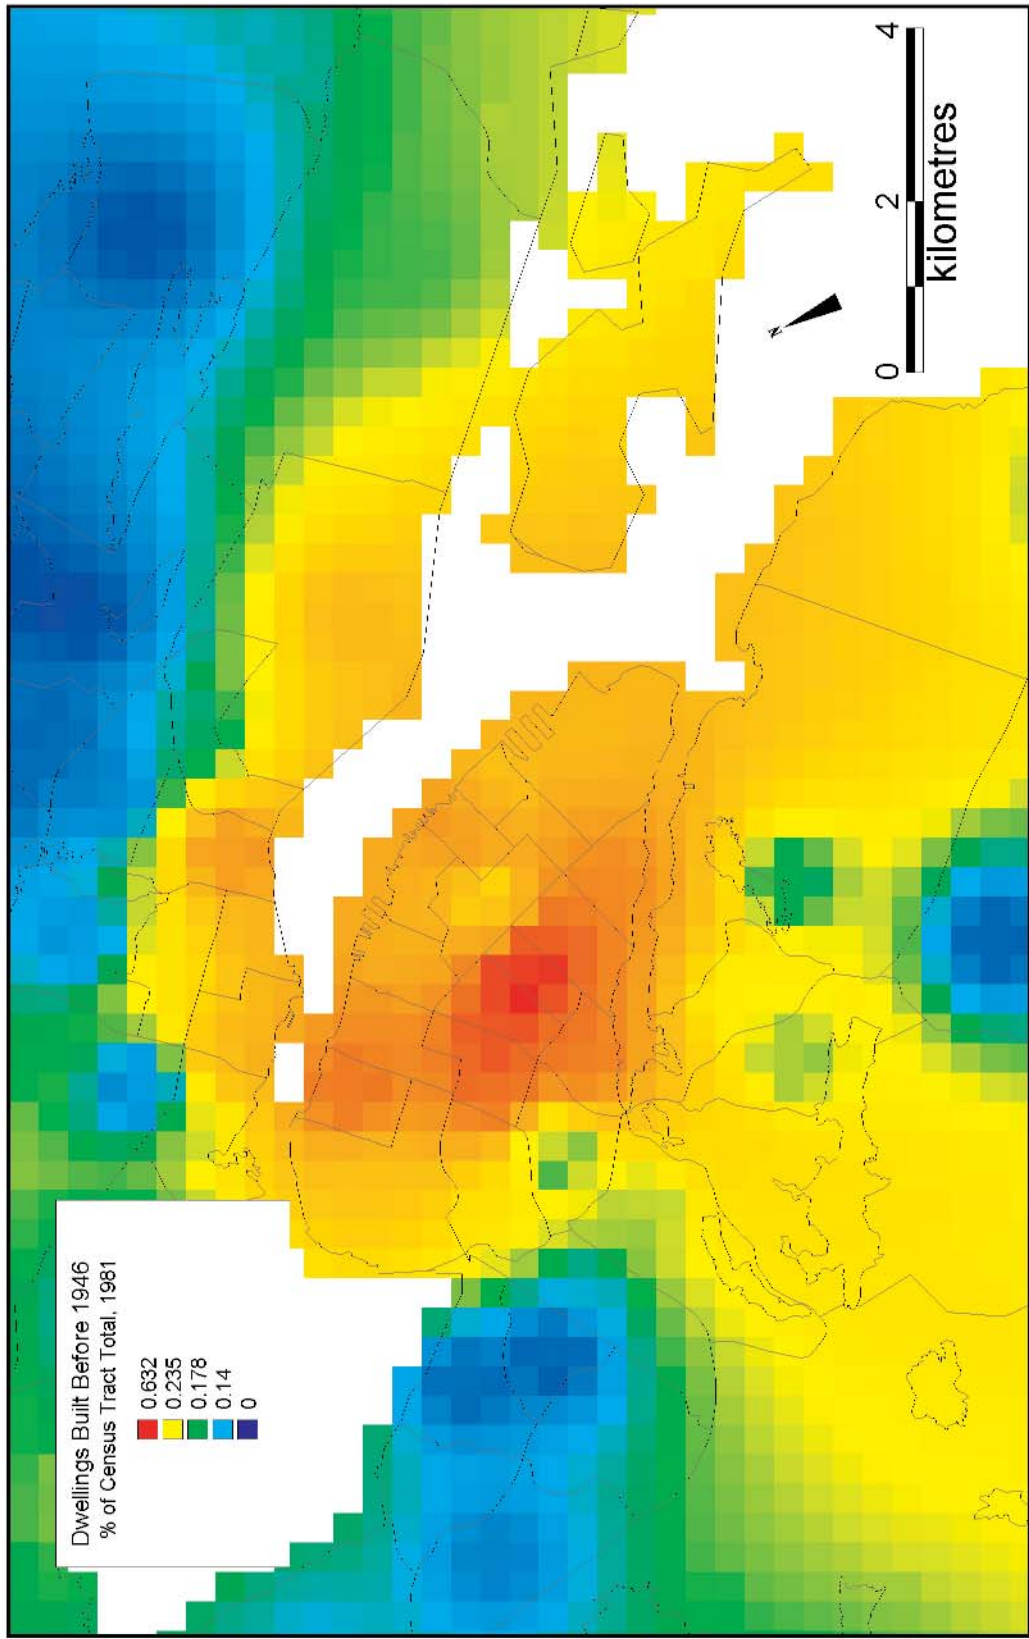 Dwellings Built Before 1946
% of Census Tract Total, 1981
0.632
0.235
0.178
0.14
0
N
0 2 4
kilometres